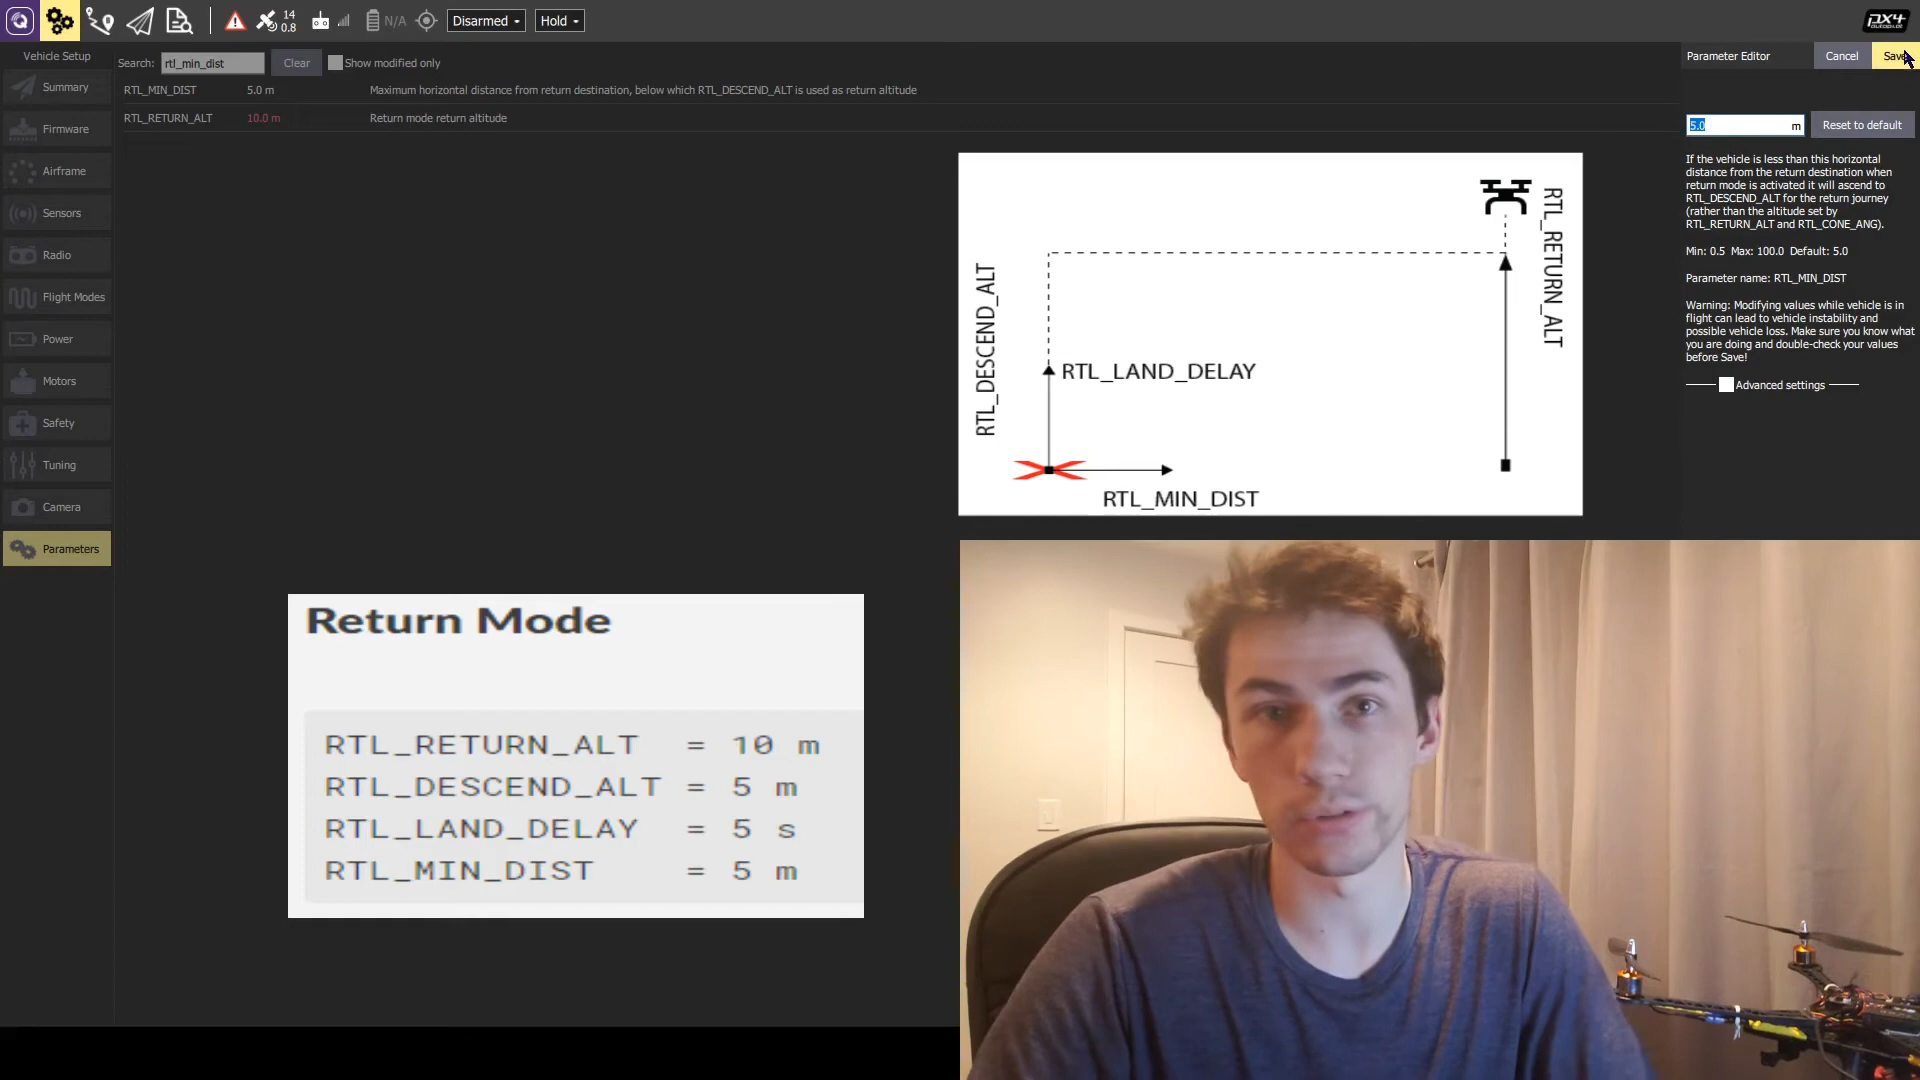 14
0.8
N/A
Disarmed
Hold
px4
Vehicle Setup
Search:
rtl_min_dist
Clear
Show modified only
Parameter Editor
Cancel
Save
Summary
Firmware
Airframe
Sensors
Radio
Flight Modes
Power
Motors
Safety
Tuning
Camera
Parameters
RTL_MIN_DIST 5.0 m Maximum horizontal distance from return destination, below which RTL_DESCEND_ALT is used as return altitude
RTL_RETURN_ALT 10.0 m Return mode return altitude
RTL_DESCEND_ALT
RTL_LAND_DELAY
RTL_MIN_DIST
RTL_RETURN_ALT
5.0 m
Reset to default
If the vehicle is less than this horizontal
distance from the return destination when
return mode is activated it will ascend to
RTL_DESCEND_ALT for the return journey
(rather than the altitude set by
RTL_RETURN_ALT and RTL_CONE_ANG).
Min: 0.5 Max: 100.0 Default: 5.0
Parameter name: RTL_MIN_DIST
Warning: Modifying values while vehicle is in
flight can lead to vehicle instability and
possible vehicle loss. Make sure you know what
you are doing and double-check your values
before Save!
Advanced settings
Return Mode
RTL_RETURN_ALT = 10 m
RTL_DESCEND_ALT = 5 m
RTL_LAND_DELAY = 5 s
RTL_MIN_DIST = 5 m